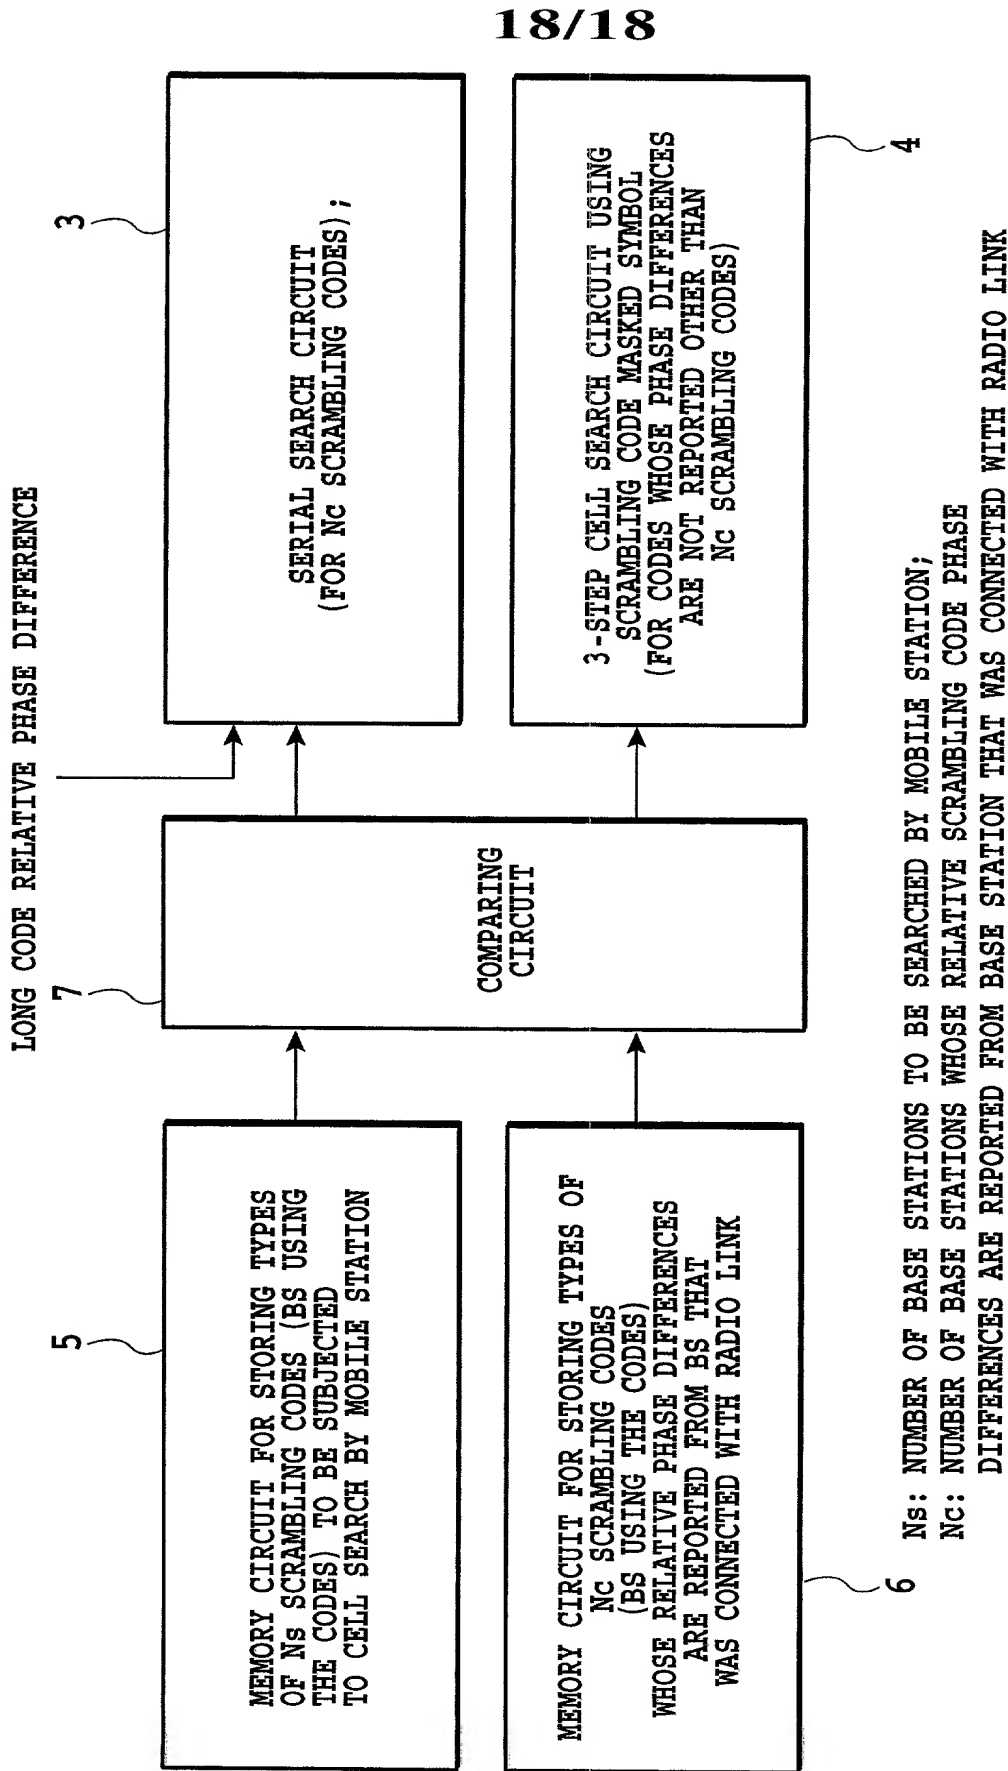 18/18
LONG CODE RELATIVE PHASE DIFFERENCE
5
MEMORY CIRCUIT FOR STORING TYPES
OF Ns SCRAMBLING CODES (BS USING
THE CODES) TO BE SUBJECTED
TO CELL SEARCH BY MOBILE STATION
7
COMPARING
CIRCUIT
3
SERIAL SEARCH CIRCUIT
(FOR Nc SCRAMBLING CODES);
MEMORY CIRCUIT FOR STORING TYPES OF
Nc SCRAMBLING CODES
(BS USING THE CODES)
WHOSE RELATIVE PHASE DIFFERENCES
ARE REPORTED FROM BS THAT
WAS CONNECTED WITH RADIO LINK
6
3-STEP CELL SEARCH CIRCUIT USING
SCRAMBLING CODE MASKED SYMBOL
(FOR CODES WHOSE PHASE DIFFERENCES
ARE NOT REPORTED OTHER THAN
Nc SCRAMBLING CODES)
4
Ns: NUMBER OF BASE STATIONS TO BE SEARCHED BY MOBILE STATION;
Nc: NUMBER OF BASE STATIONS WHOSE RELATIVE SCRAMBLING CODE PHASE
DIFFERENCES ARE REPORTED FROM BASE STATION THAT WAS CONNECTED WITH RADIO LINK